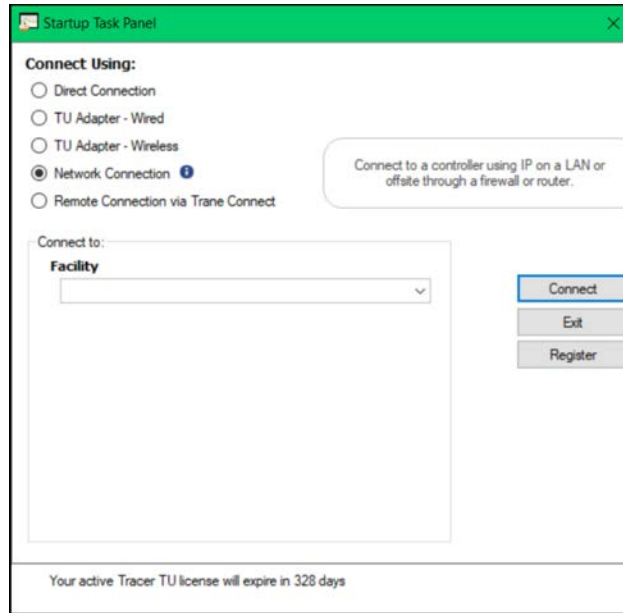 Startup Task Panel
Connect Using:
Direct Connection
TU Adapter - Wired
TU Adapter - Wireless
Network Connection
Remote Connection via Trane Connect
Connect to a controller using IP on a LAN or
offsite through a firewall or router.
Connect to:
Facility
Connect
Exit
Register
Your active Tracer TU license will expire in 328 days